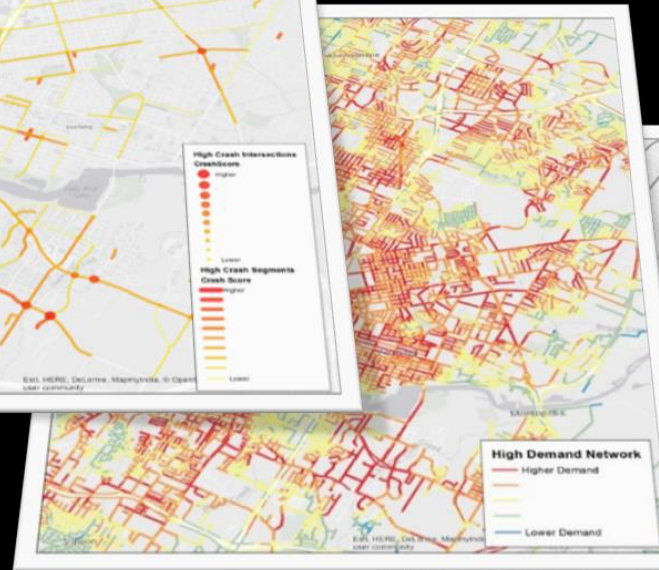 High Crash Intersections
CrashScore
Higher
Lower
High Crash Segments
Crash Score
Higher
Lower
Esri, HERE, DeLorme, MapmyIndia, ©
user community
High Demand Network
Higher Demand
Lower Demand
Esri, HERE, DeLorme, MapmyIndia
user community